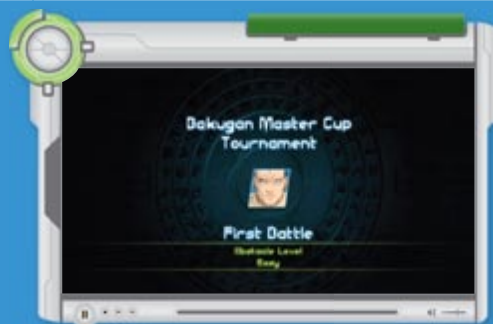 Bakugan Master Cup
Tournament
First Battle
Obstacle Level
Easy